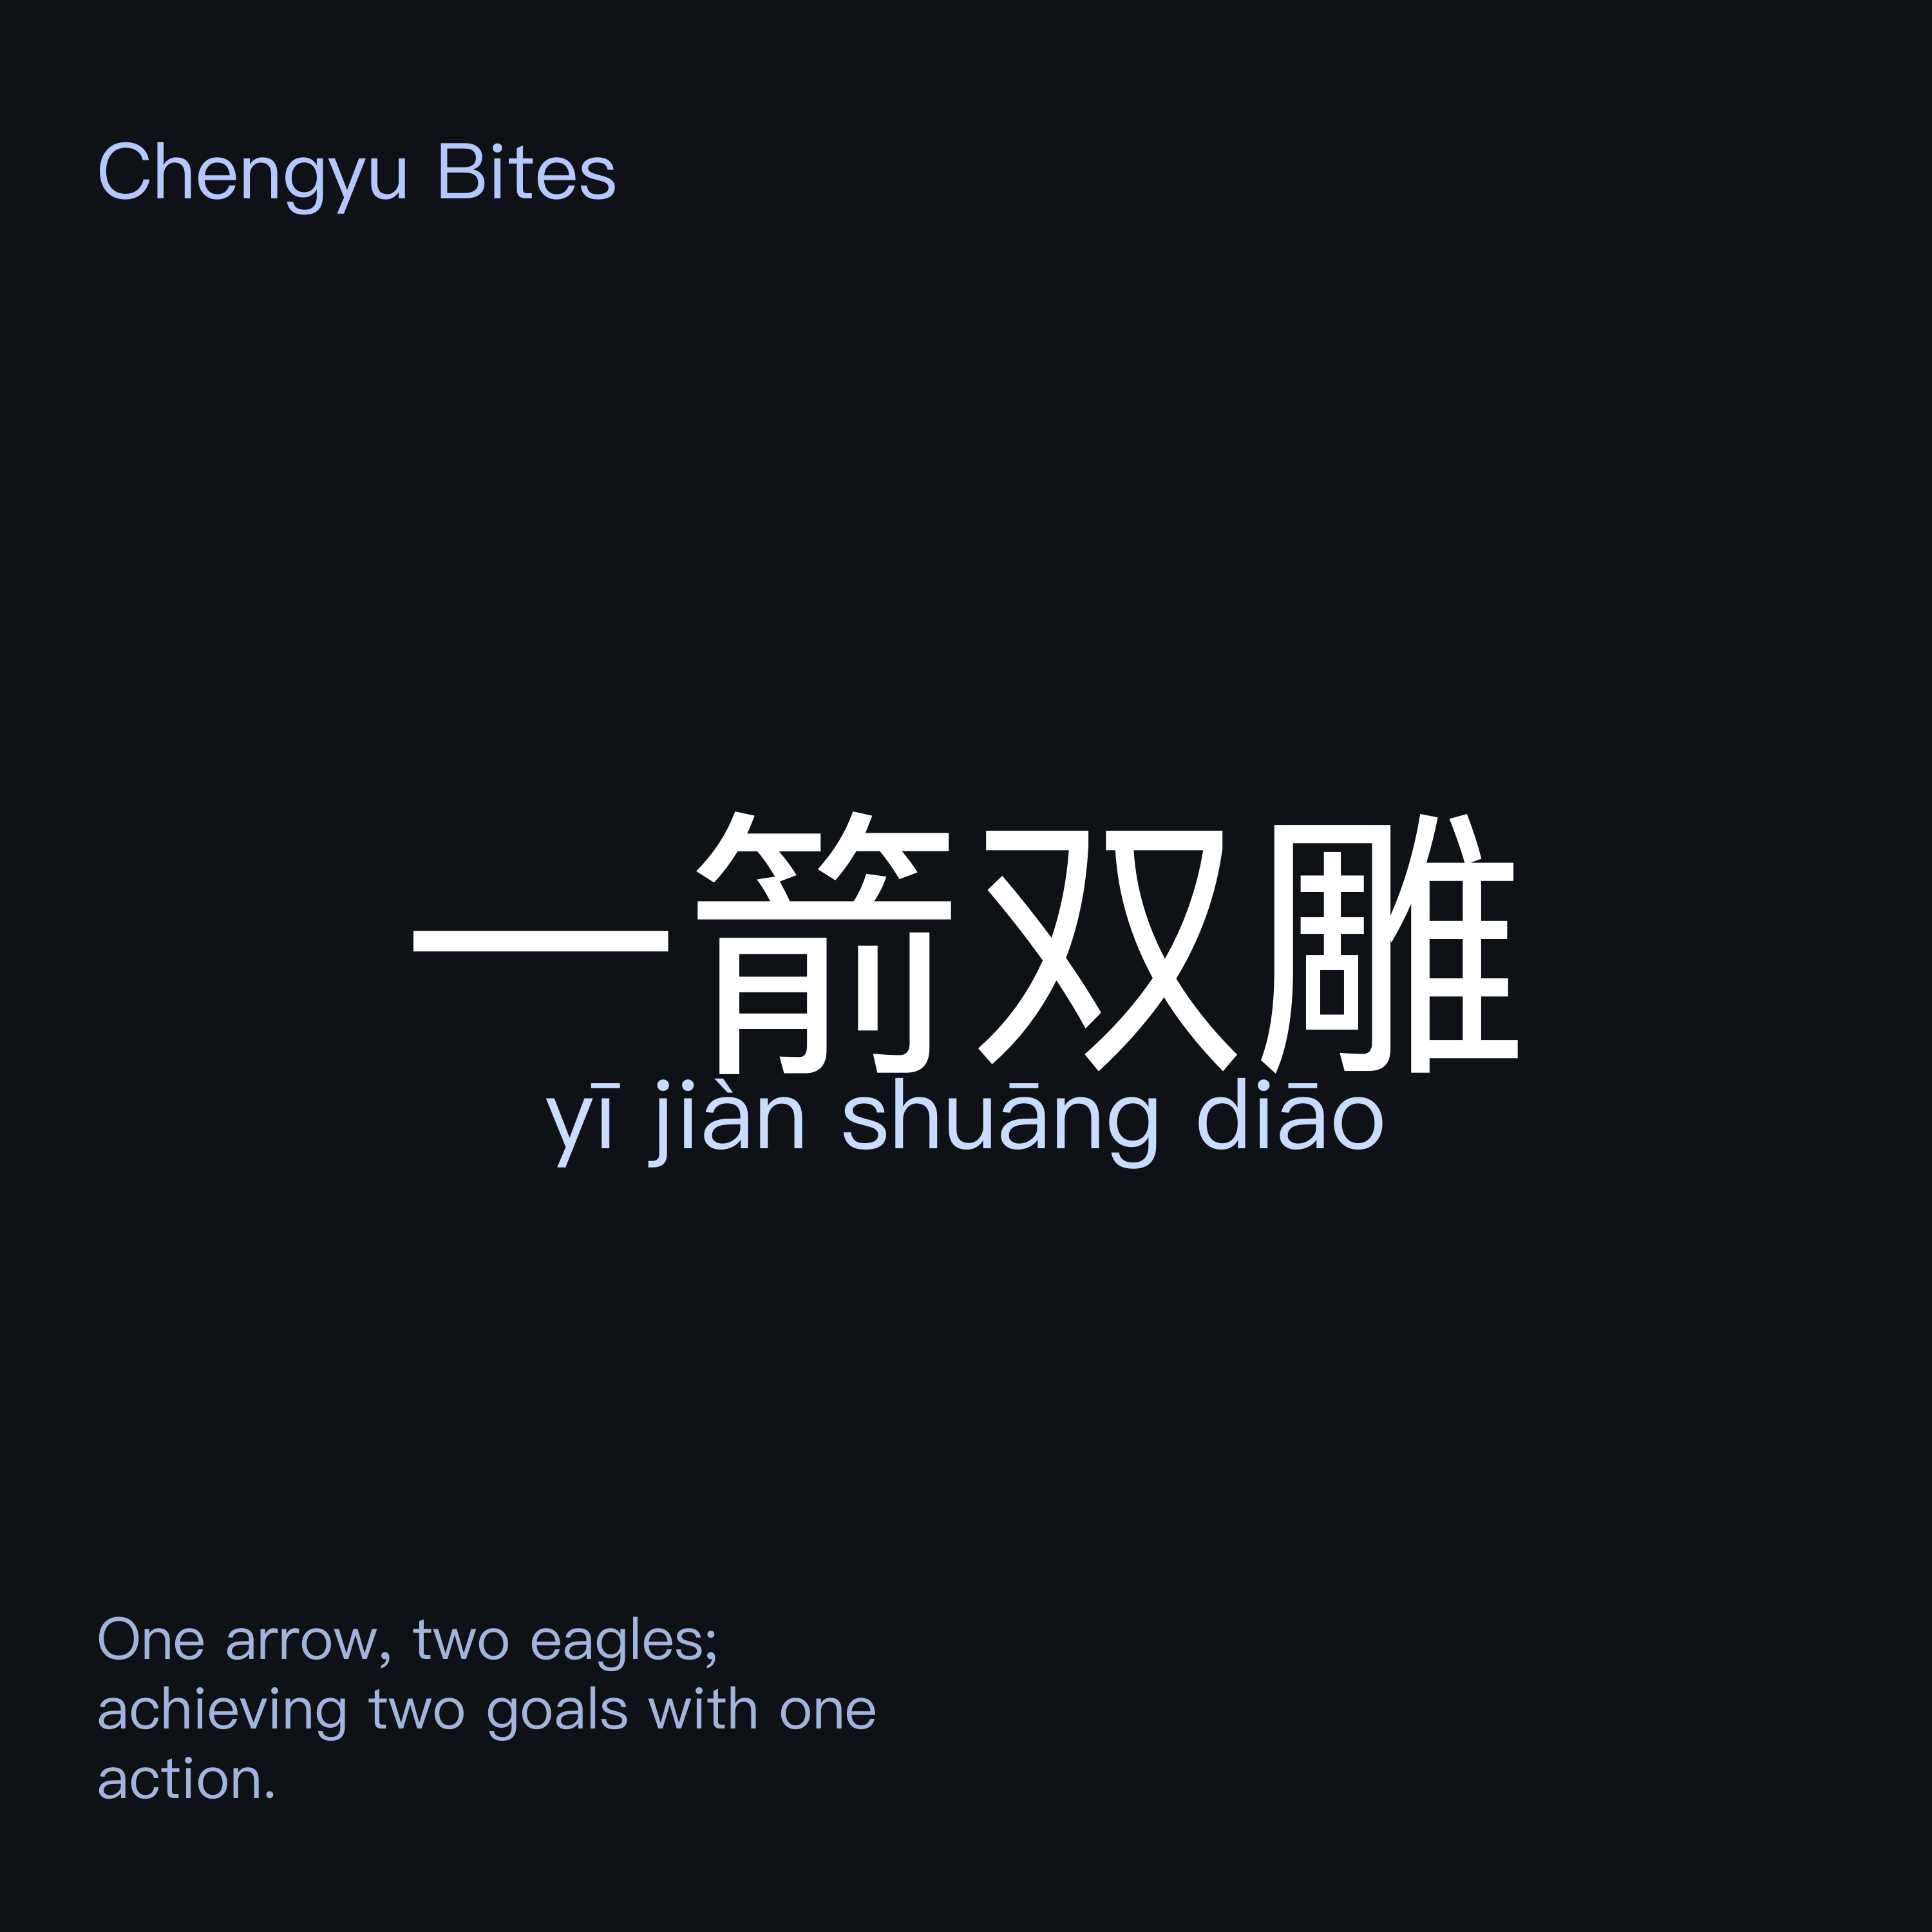 Chengyu Bites
一箭双雕
yī jiàn shuāng diāo
One arrow, two eagles;
achieving two goals with one
action.